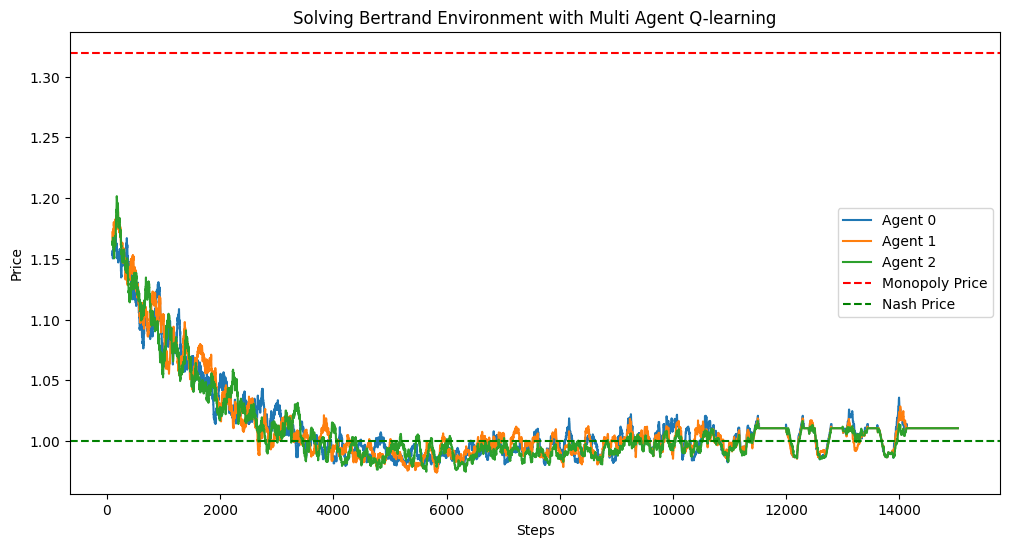 Solving Bertrand Environment with Multi Agent Q-learning
Price
1.30
1.25
1.20
1.15
1.10
1.05
1.00
Agent 0
Agent 1
Agent 2
Monopoly Price
Nash Price
0
2000
4000
6000
8000
10000
12000
14000
Steps